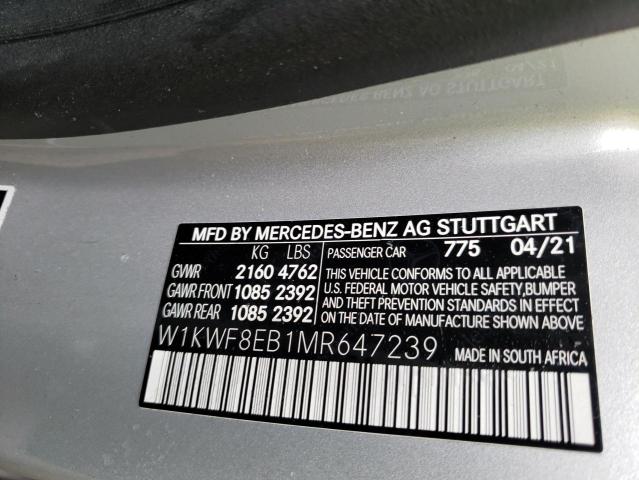 MFD BY MERCEDES-BENZ AG STUTTGART
KG LBS PASSENGER CAR 775 04/21
GVWR 2160 4762
GAWR FRONT 1085 2392
GAWR REAR 1085 2392
THIS VEHICLE CONFORMS TO ALL APPLICABLE
U.S. FEDERAL MOTOR VEHICLE SAFETY, BUMPER
AND THEFT PREVENTION STANDARDS IN EFFECT
ON THE DATE OF MANUFACTURE SHOWN ABOVE
W1KWF8EB1MR647239 MADE IN SOUTH AFRICA